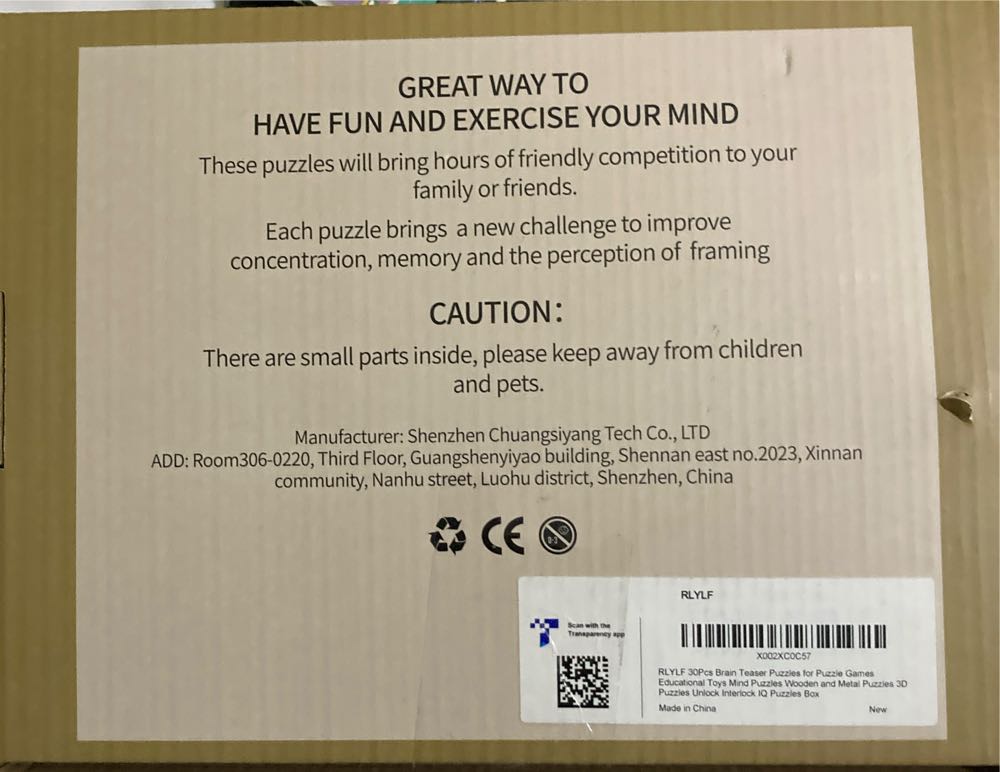 GREAT WAY TO
HAVE FUN AND EXERCISE YOUR MIND
These puzzles will bring hours of friendly competition to your
family or friends.
Each puzzle brings a new challenge to improve
concentration, memory and the perception of framing
CAUTION:
There are small parts inside, please keep away from children
and pets.
Manufacturer: Shenzhen Chuangsiyang Tech Co., LTD
ADD: Room306-0220, Third Floor, Guangshenyiyao building, Shennan east no.2023, Xinnan
community, Nanhu street, Luohu district, Shenzhen, China
CE
0-3
RLYLF
Scan with the
Transparency app
X002XC0C57
RLYLF 30Pcs Brain Teaser Puzzles for Puzzle Games
Educational Toys Mind Puzzles Wooden and Metal Puzzles 3D
Puzzles Unlock Interlock IQ Puzzles Box
Made in China
New